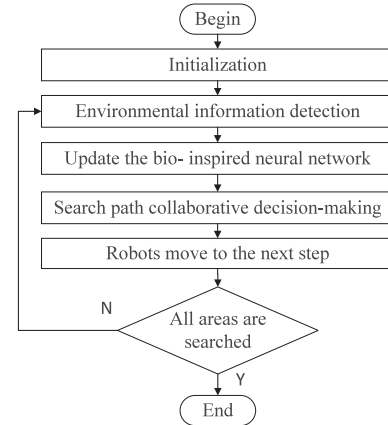 Begin
Initialization
Environmental information detection
Update the bio- inspired neural network
Search path collaborative decision-making
Robots move to the next step
N
All areas are
searched
Y
End